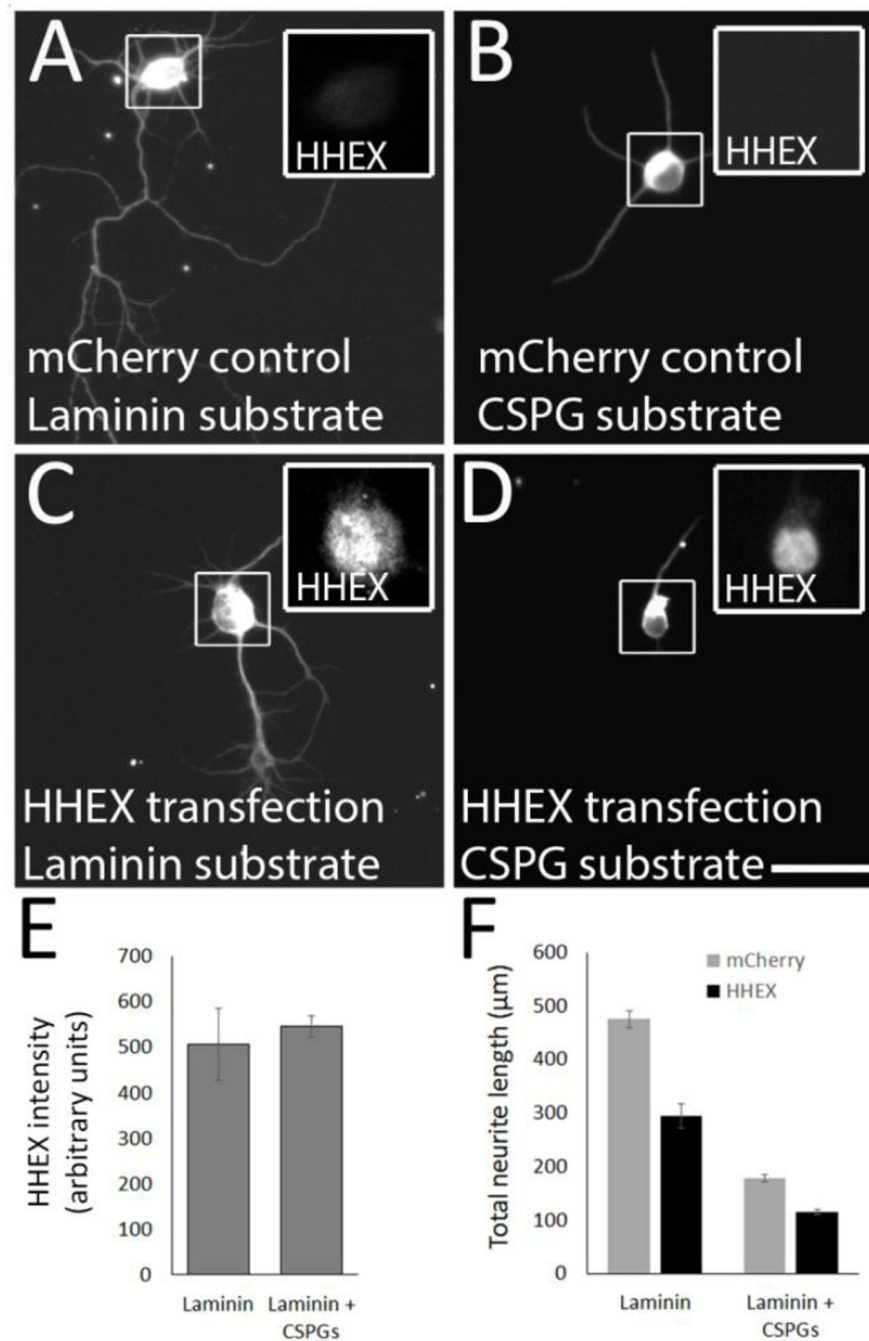 A
HHEX
mCherry control
Laminin substrate
B
HHEX
mCherry control
CSPG substrate
C
HHEX
HHEX transfection
Laminin substrate
D
HHEX
HHEX transfection
CSPG substrate
E
HHEX intensity
(arbitrary units)
700
600
500
400
300
200
100
0
Laminin
Laminin +
CSPGs
F
Total neurite length (μm)
600
500
400
300
200
100
0
mCherry
HHEX
Laminin
Laminin +
CSPGs